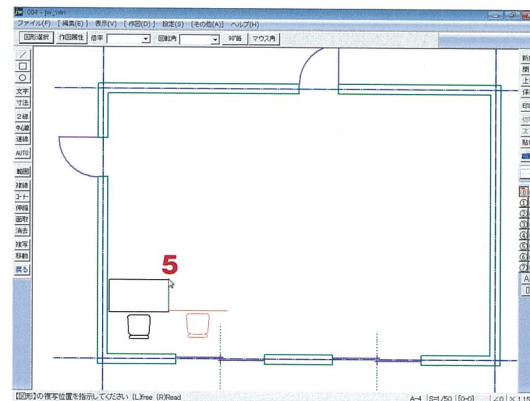 004 - jw_win
ファイル(F) [編集(E)] 表示(V) [作図(D)] 設定(S) [その他(A)] ヘルプ(H)
図形選択 作図属性 倍率 回転角 90°毎 マウス角
文字
寸法
2線
中心線
連線
AUTO
範囲
複線
コーナー
伸縮
面取
消去
複写
移動
戻る
5
【図形】の複写位置を指示してください (L)free (R)Read
A-4 S=1/50 [0-0] ∠0